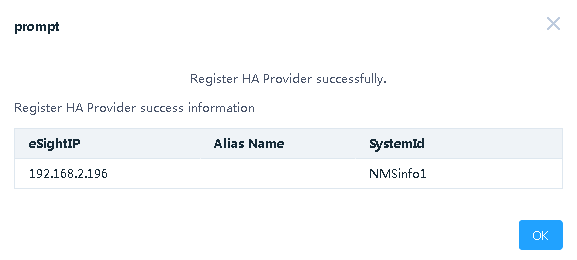 prompt
Register HA Provider successfully.
Register HA Provider success information
eSightIP Alias Name SystemId
192.168.2.196 NMSinfo1
OK